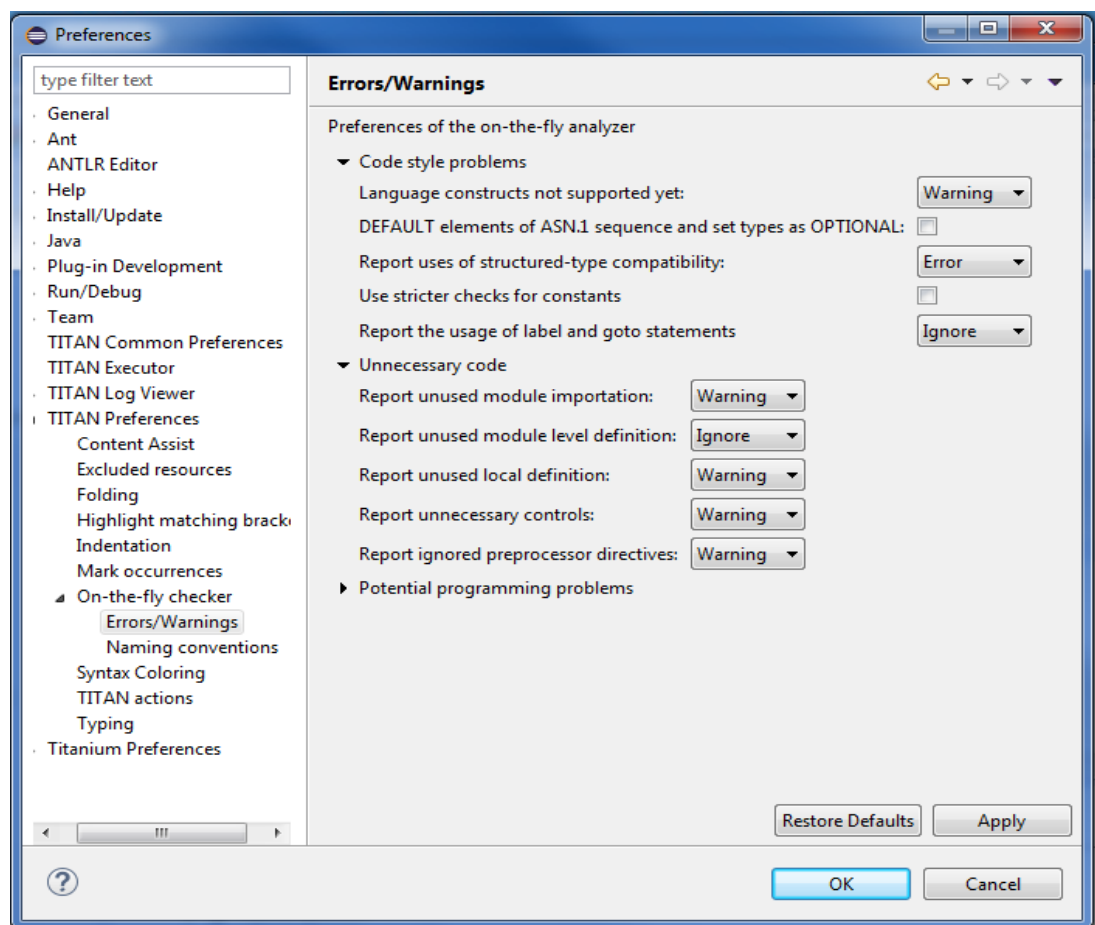 Preferences
type filter text
General
Ant
ANTLR Editor
Help
Install/Update
Java
Plug-in Development
Run/Debug
Team
TITAN Common Preferences
TITAN Executor
TITAN Log Viewer
TITAN Preferences
Content Assist
Excluded resources
Folding
Highlight matching brack
Indentation
Mark occurrences
On-the-fly checker
Errors/Warnings
Naming conventions
Syntax Coloring
TITAN actions
Typing
Titanium Preferences
Errors/Warnings
Preferences of the on-the-fly analyzer
Code style problems
Language constructs not supported yet: Warning
DEFAULT elements of ASN.1 sequence and set types as OPTIONAL:
Report uses of structured-type compatibility: Error
Use stricter checks for constants
Report the usage of label and goto statements Ignore
Unnecessary code
Report unused module importation: Warning
Report unused module level definition: Ignore
Report unused local definition: Warning
Report unnecessary controls: Warning
Report ignored preprocessor directives: Warning
Potential programming problems
Restore Defaults Apply
OK Cancel